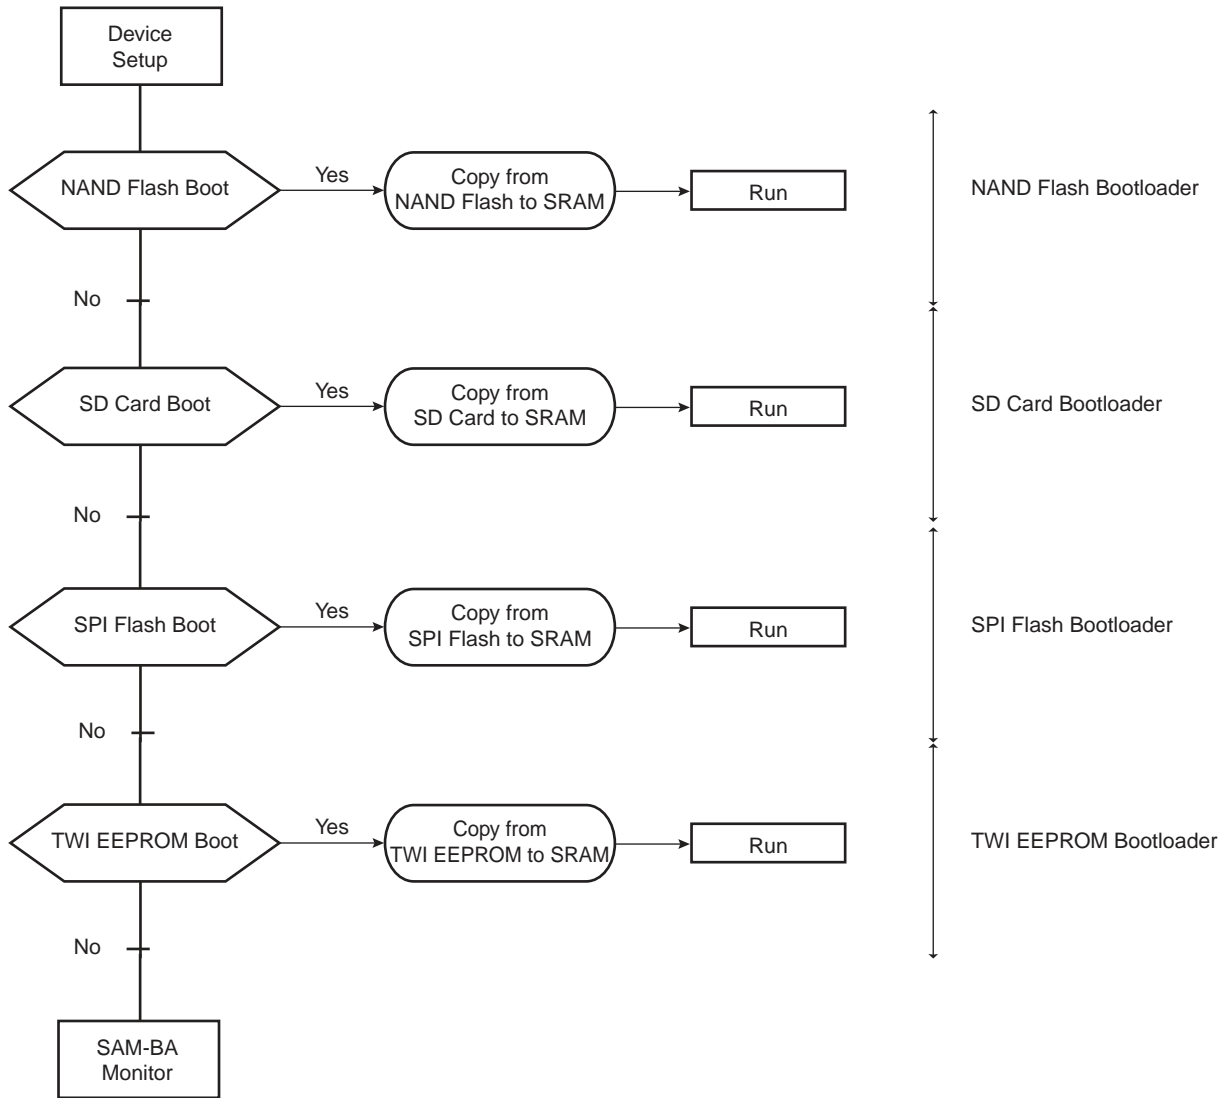 Device
Setup
NAND Flash Boot
Yes
Copy from
NAND Flash to SRAM
Run
NAND Flash Bootloader
No
SD Card Boot
Yes
Copy from
SD Card to SRAM
Run
SD Card Bootloader
No
SPI Flash Boot
Yes
Copy from
SPI Flash to SRAM
Run
SPI Flash Bootloader
No
TWI EEPROM Boot
Yes
Copy from
TWI EEPROM to SRAM
Run
TWI EEPROM Bootloader
No
SAM-BA
Monitor